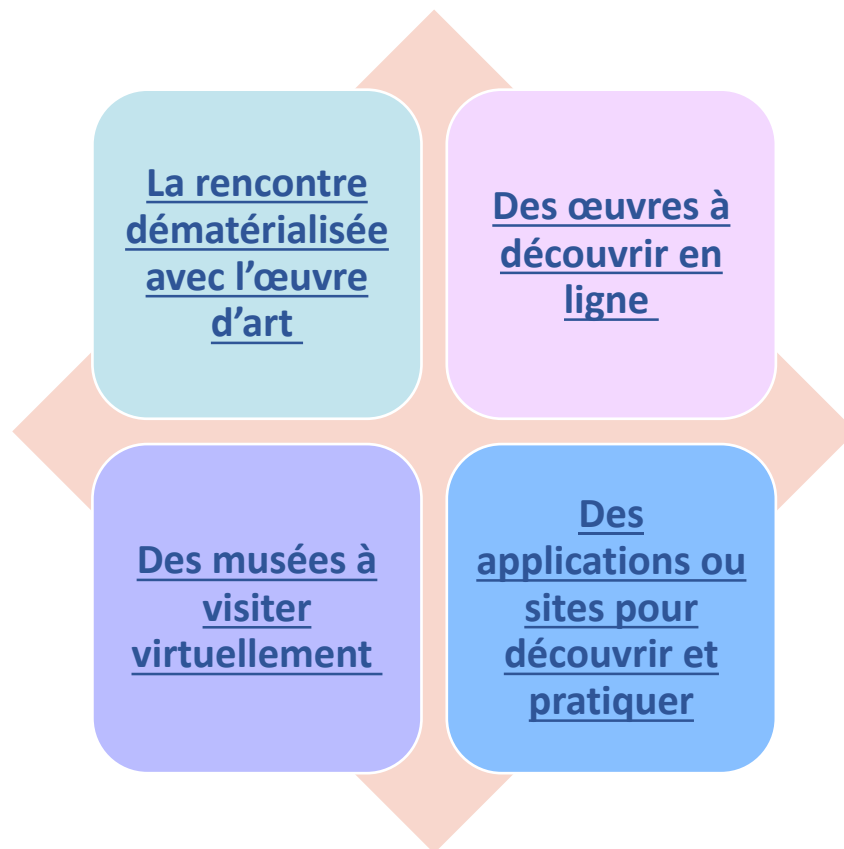 La rencontre
dématérialisée
avec l’œuvre
d’art
Des œuvres à
découvrir en
ligne
Des musées à
visiter
virtuellement
Des
applications ou
sites pour
découvrir et
pratiquer